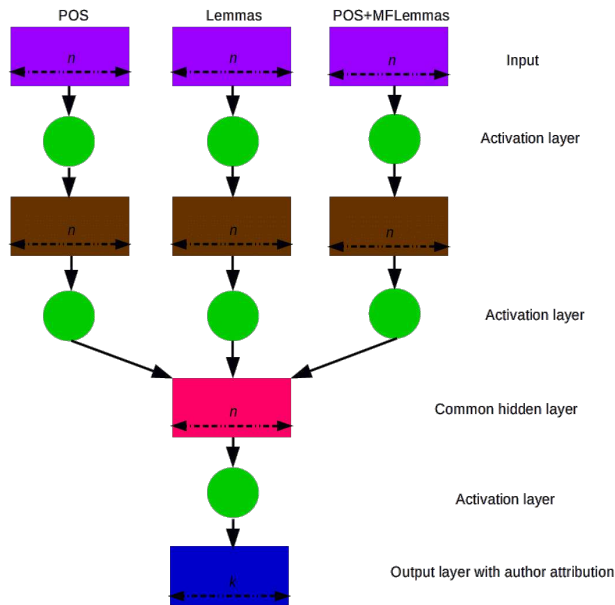 POS Lemmas POS+MFLemmas
n n n Input
Activation layer
n n n
Activation layer
n Common hidden layer
Activation layer
k Output layer with author attribution